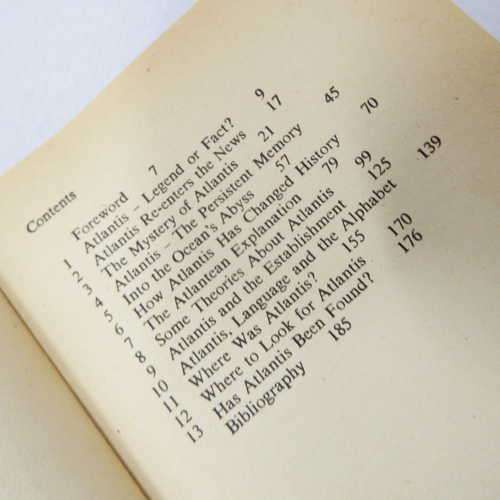 Contents
Foreword 7
1 Atlantis – Legend or Fact? 9
2 Atlantis Re-enters the News 17
3 The Mystery of Atlantis 21
4 Atlantis – The Persistent Memory 45
5 Into the Ocean's Abyss 57
6 How Atlantis Has Changed History 70
7 The Atlantean Explanation 79
8 Some Theories About Atlantis 99
9 Atlantis and the Establishment 125
10 Atlantis, Language and the Alphabet 139
11 Where Was Atlantis? 155
12 Where to Look for Atlantis 170
13 Has Atlantis Been Found? 176
Bibliography 185